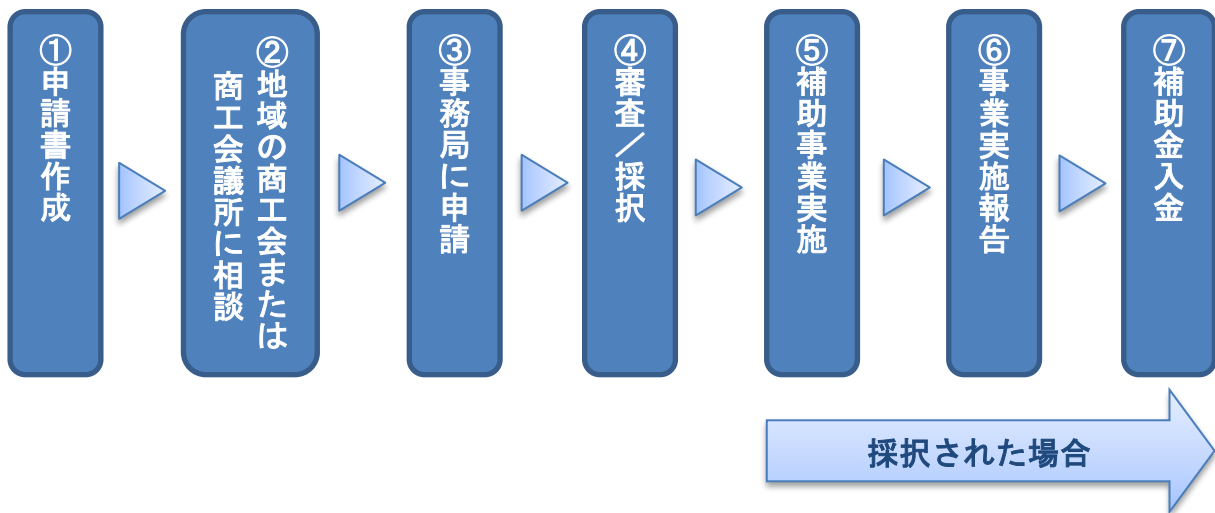 ①申請書作成
②地域の商工会または
商工会議所に相談
③事務局に申請
④審査／採択
⑤補助事業実施
⑥事業実施報告
⑦補助金入金
採択された場合